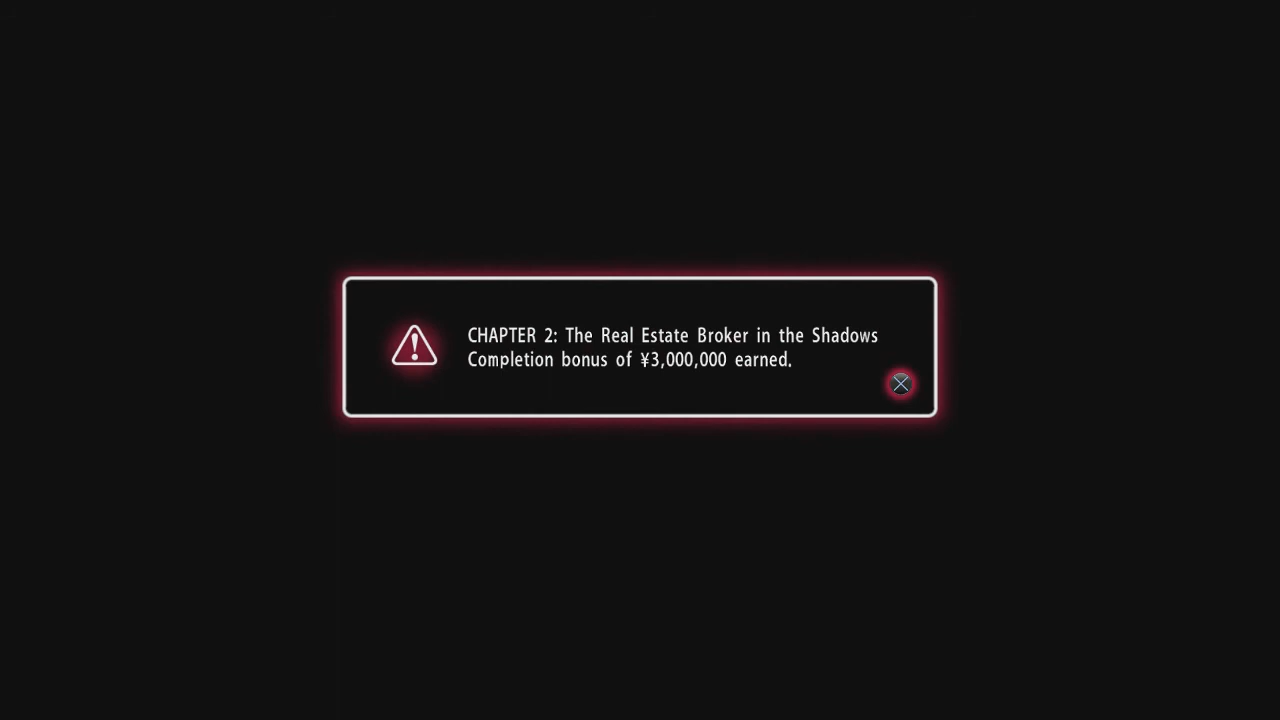 CHAPTER 2: The Real Estate Broker in the Shadows
Completion bonus of ¥3,000,000 earned.